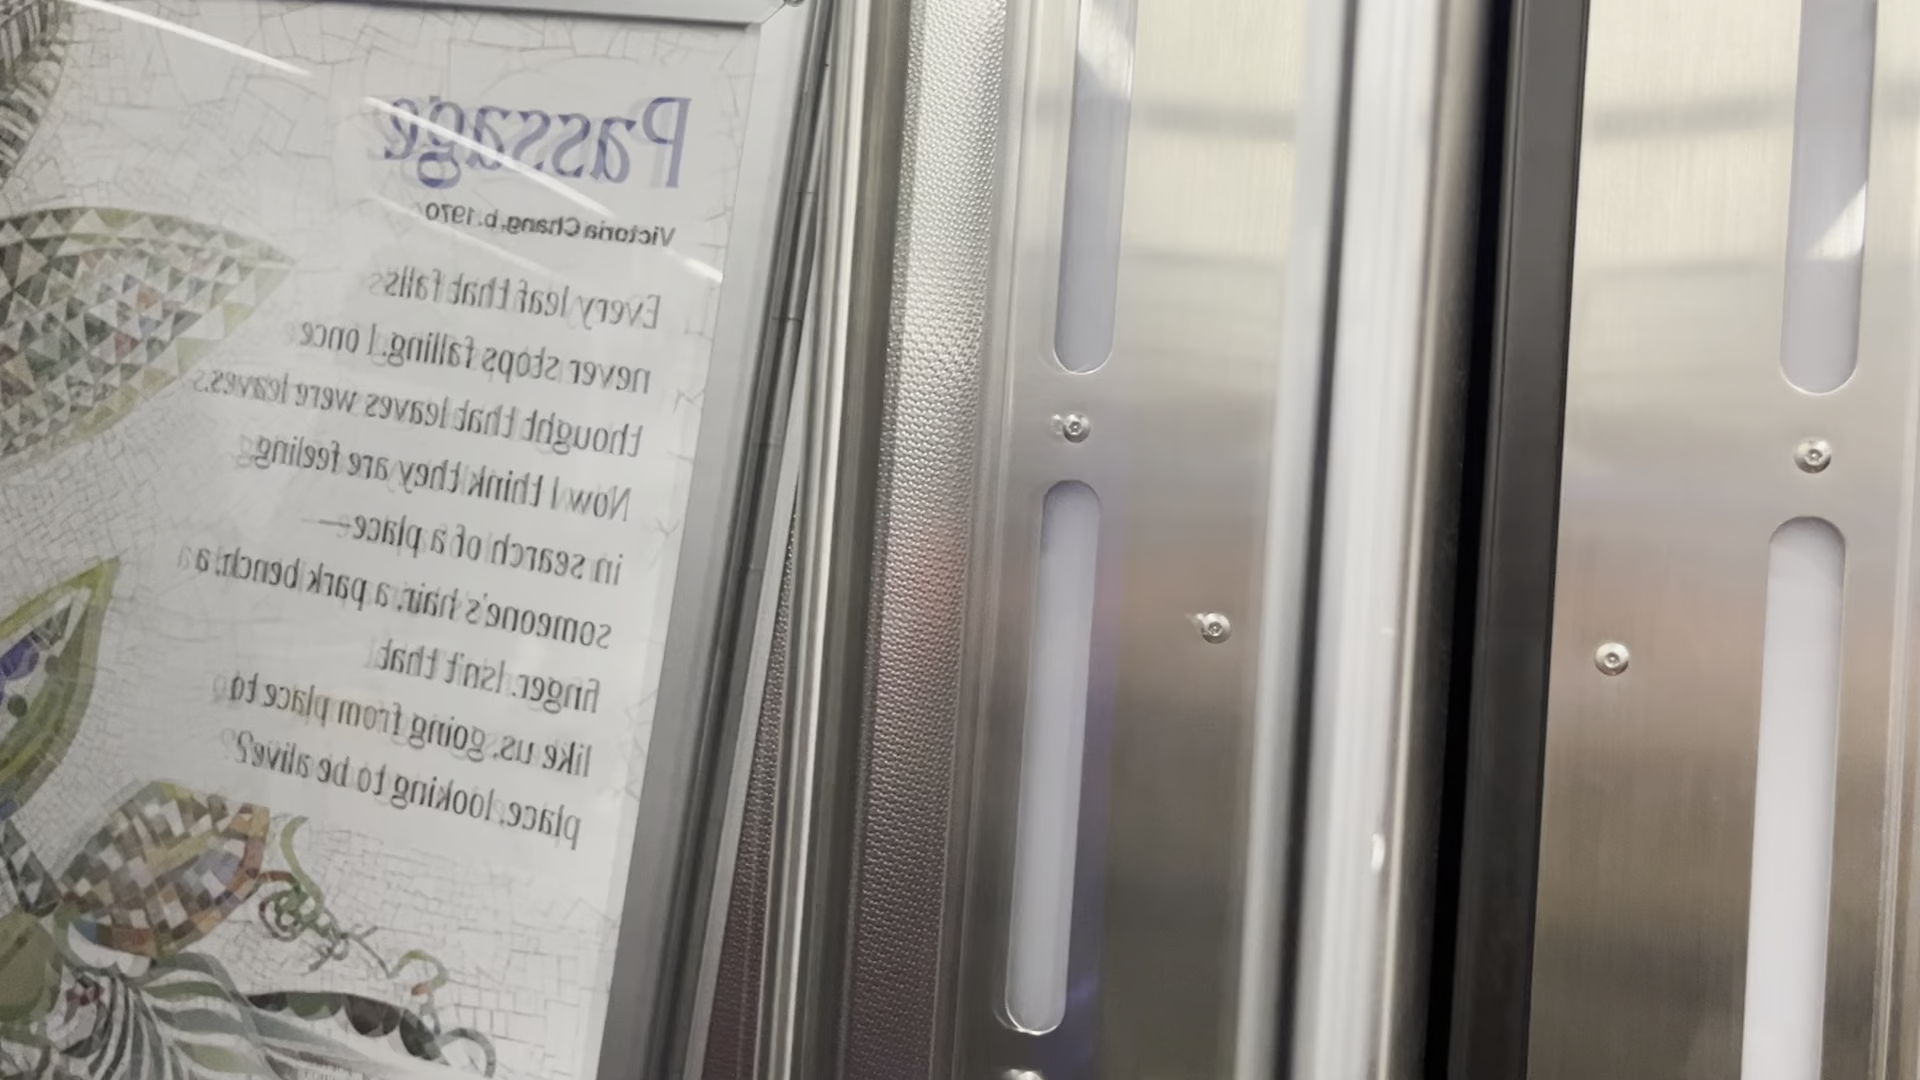 Passage
Victoria Chang, b. 1970
Every leaf that falls
never stops falling. I once
thought that leaves were leaves.
Now I think they are feeling
in search of a place—
someone's hair, a park bench, a
finger. Isn't that
like us, going from place to
place, looking to be alive?